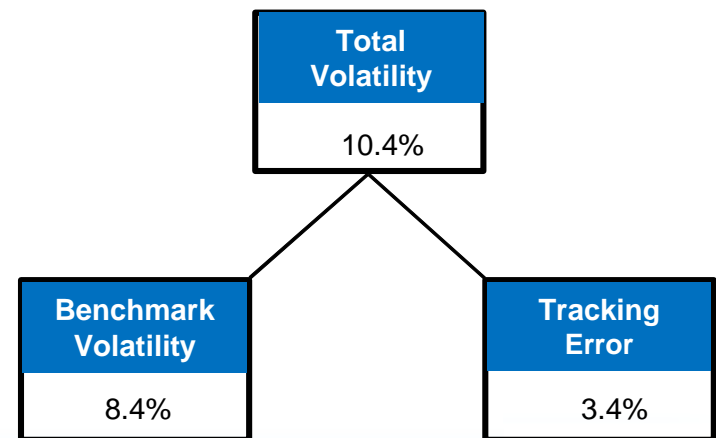 Total
Volatility
10.4%
Benchmark
Volatility
8.4%
Tracking
Error
3.4%